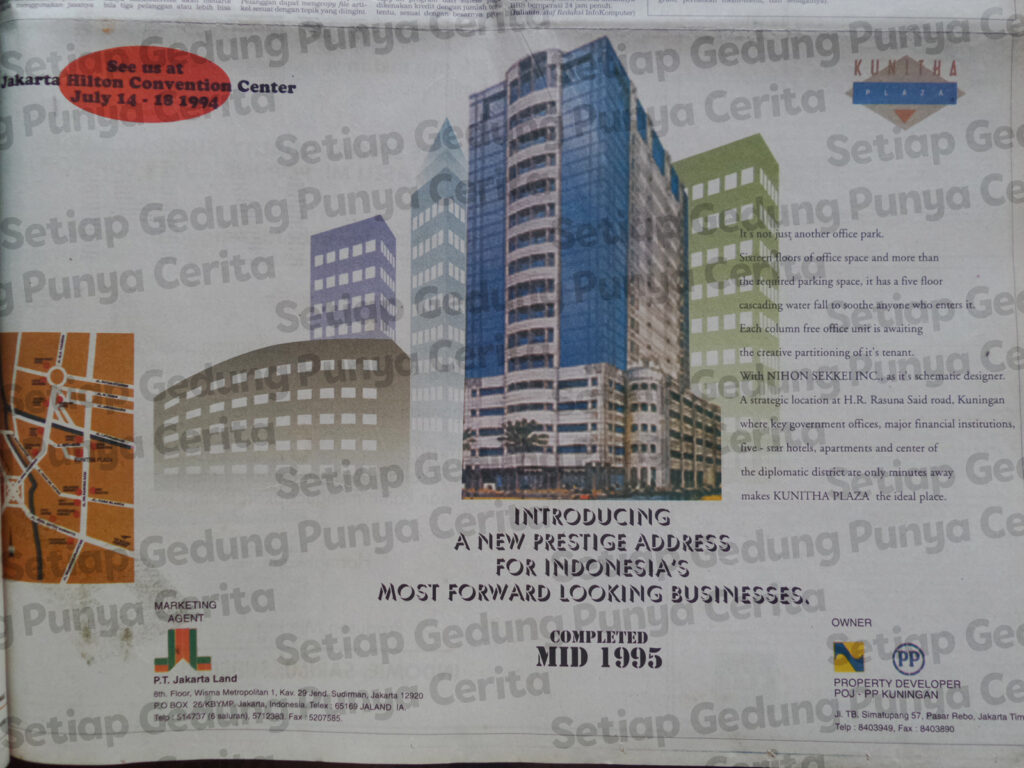 See us at
Jakarta Hilton Convention Center
July 14 - 18 1994
KUNITHA
PLAZA
It's not just another office park.
Sixteen floors of office space and more than
the required parking space, it has a five floor
cascading water fall to soothe anyone who enters it.
Each column free office unit is awaiting
the creative partitioning of it's tenant.
With NIHON SEKKEI INC., as it's schematic designer.
A strategic location at H.R. Rasuna Said road, Kuningan
where key government offices, major financial institutions,
five - star hotels, apartments and center of
the diplomatic district are only minutes away
makes KUNITHA PLAZA the ideal place.
INTRODUCING
A NEW PRESTIGE ADDRESS
FOR INDONESIA'S
MOST FORWARD LOOKING BUSINESSES.
COMPLETED
MID 1995
MARKETING
AGENT
P.T. Jakarta Land
6th. Floor, Wisma Metropolitan 1, Kav. 29 Jend. Sudirman, Jakarta 12920
P.O BOX 26/KBYMP, Jakarta, Indonesia. Telex : 65169 JALAND IA.
Telp : 514737 (6 saluran), 5712383. Fax : 5207585.
OWNER
PP
PROPERTY DEVELOPER
POJ - PP KUNINGAN
Jl. TB. Simatupang 57, Pasar Rebo, Jakarta Tim
Telp : 8403949, Fax : 8403890
Setiap Gedung Punya Cerita